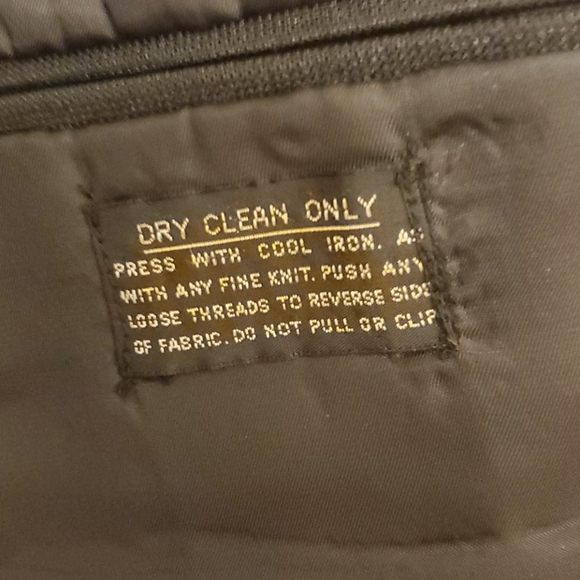 DRY CLEAN ONLY
PRESS WITH COOL IRON. AS
WITH ANY FINE KNIT. PUSH ANY
LOOSE THREADS TO REVERSE SIDE
OF FABRIC. DO NOT PULL OR CLIP